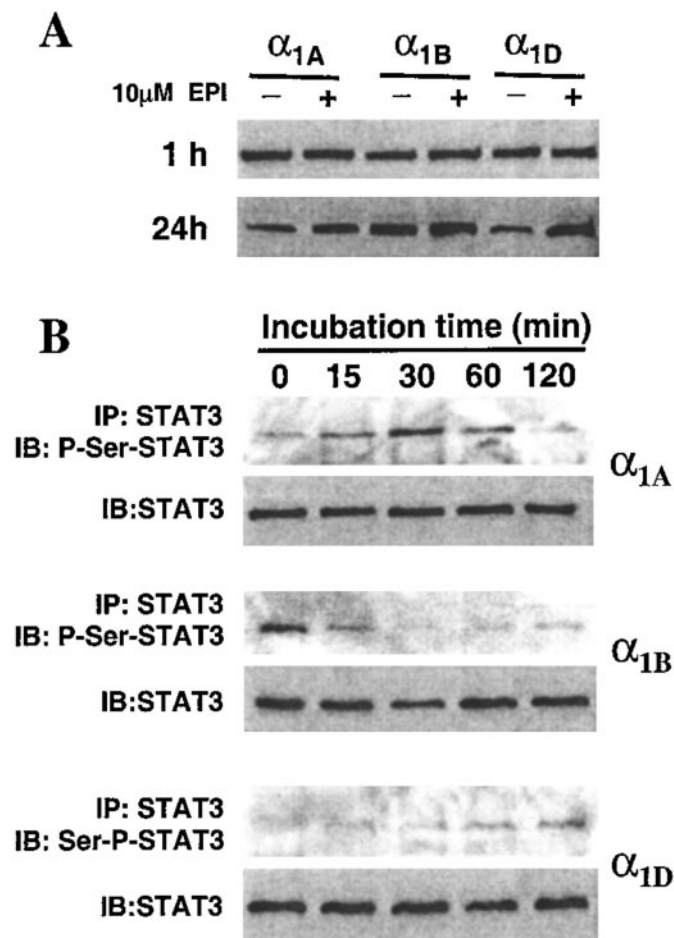 A
α1A α1B α1D
10μM EPI – + – + – +
1 h
24h
B
Incubation time (min)
0 15 30 60 120
IP: STAT3
IB: P-Ser-STAT3
α1A
IB:STAT3
IP: STAT3
IB: P-Ser-STAT3
α1B
IB:STAT3
IP: STAT3
IB: Ser-P-STAT3
α1D
IB:STAT3